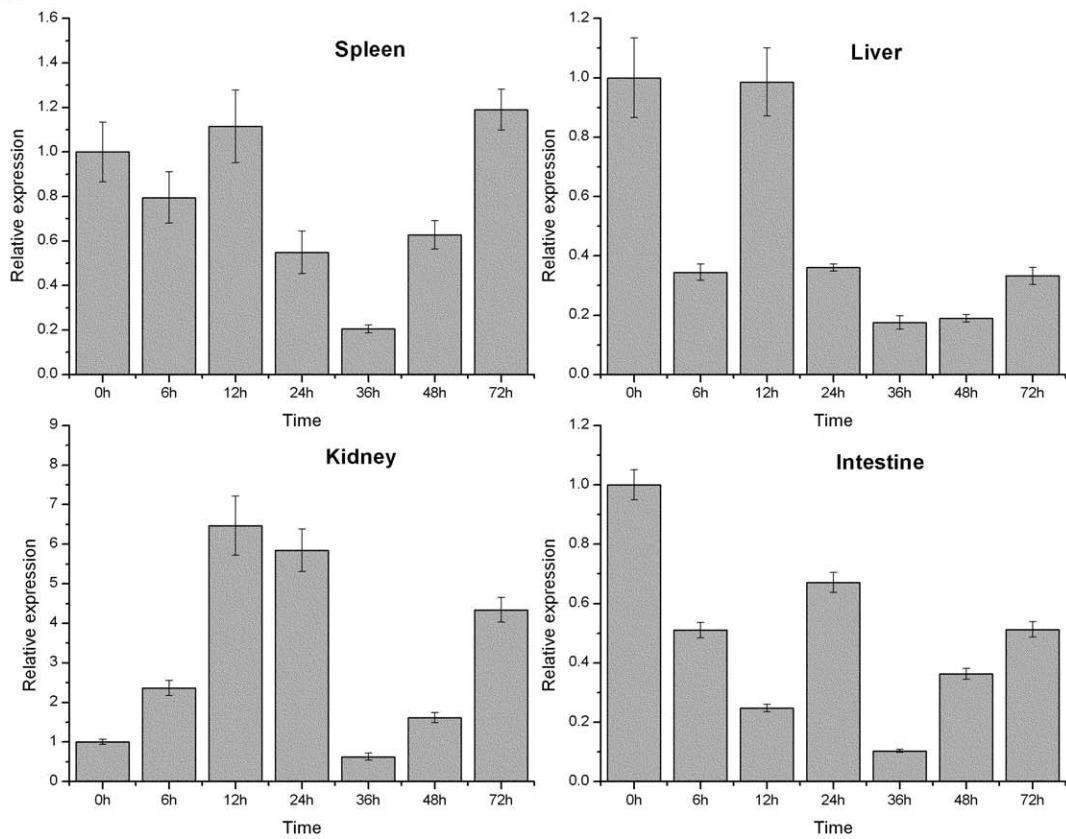 Spleen
Relative expression
1.6
1.4
1.2
1.0
0.8
0.6
0.4
0.2
0.0
0h 6h 12h 24h 36h 48h 72h
Time
Liver
Relative expression
1.2
1.0
0.8
0.6
0.4
0.2
0.0
0h 6h 12h 24h 36h 48h 72h
Time
Kidney
Relative expression
9
8
7
6
5
4
3
2
1
0
0h 6h 12h 24h 36h 48h 72h
Time
Intestine
Relative expression
1.2
1.0
0.8
0.6
0.4
0.2
0.0
0h 6h 12h 24h 36h 48h 72h
Time